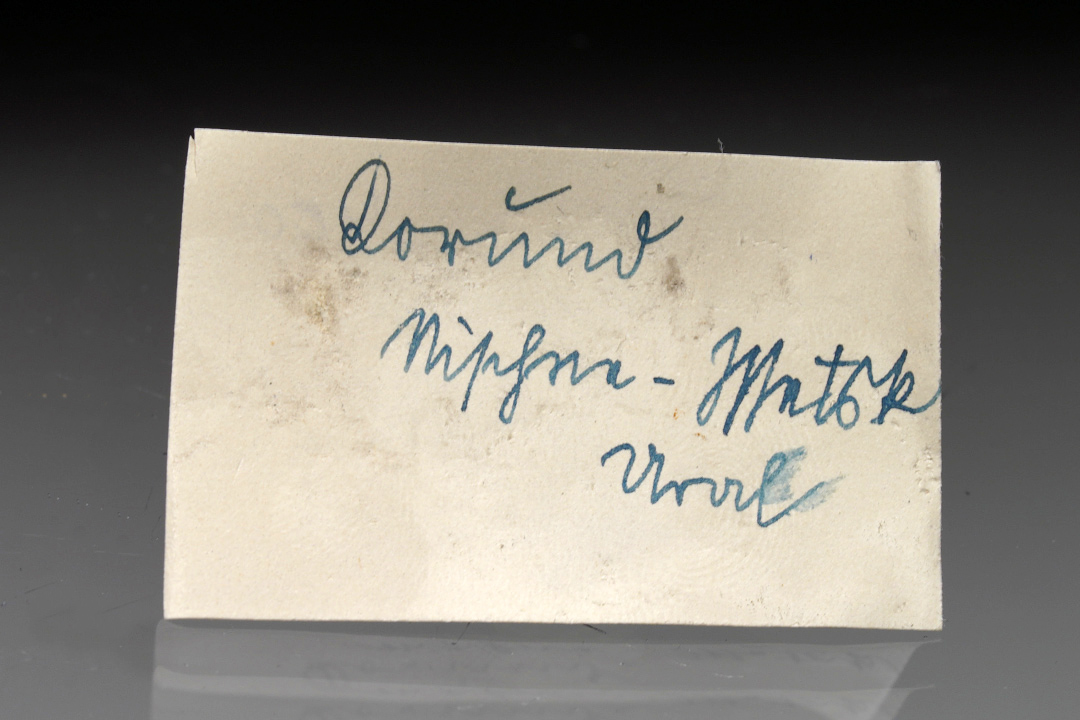 Korund
Nischne - Issetsk
Ural